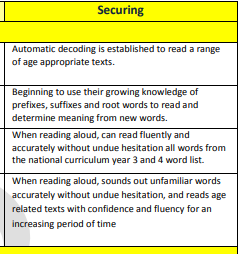 Securing
Automatic decoding is established to read a range
of age appropriate texts.
Beginning to use their growing knowledge of
prefixes, suffixes and root words to read and
determine meaning from new words.
When reading aloud, can read fluently and
accurately without undue hesitation all words from
the national curriculum year 3 and 4 word list.
When reading aloud, sounds out unfamiliar words
accurately without undue hesitation, and reads age
related texts with confidence and fluency for an
increasing period of time